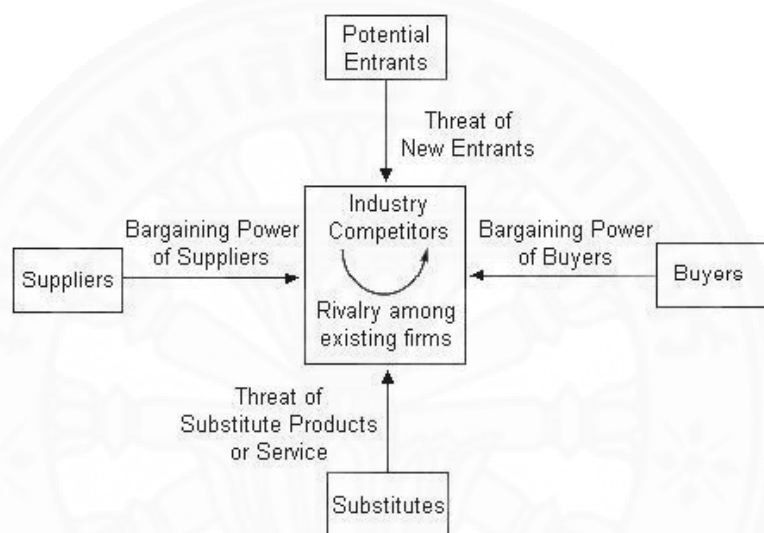 Potential
Entrants
Threat of
New Entrants
Industry
Competitors
Bargaining Power
of Suppliers
Bargaining Power
of Buyers
Suppliers
Buyers
Rivalry among
existing firms
Threat of
Substitute Products
or Service
Substitutes